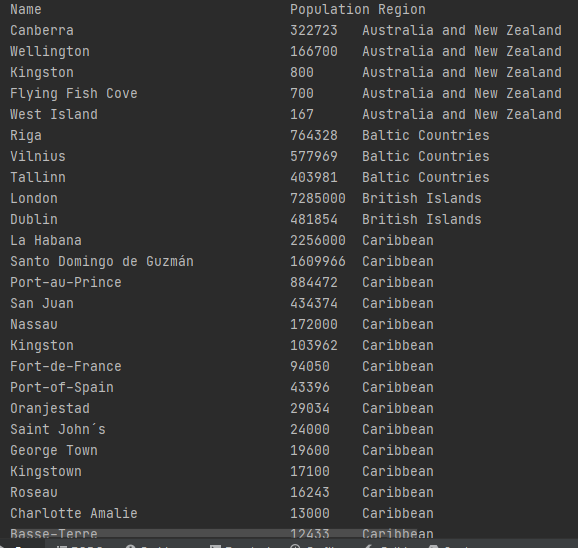 Name Population Region
Canberra 322723 Australia and New Zealand
Wellington 166700 Australia and New Zealand
Kingston 800 Australia and New Zealand
Flying Fish Cove 700 Australia and New Zealand
West Island 167 Australia and New Zealand
Riga 764328 Baltic Countries
Vilnius 577969 Baltic Countries
Tallinn 403981 Baltic Countries
London 7285000 British Islands
Dublin 481854 British Islands
La Habana 2256000 Caribbean
Santo Domingo de Guzmán 1609966 Caribbean
Port-au-Prince 884472 Caribbean
San Juan 434374 Caribbean
Nassau 172000 Caribbean
Kingston 103962 Caribbean
Fort-de-France 94050 Caribbean
Port-of-Spain 43396 Caribbean
Oranjestad 29034 Caribbean
Saint John´s 24000 Caribbean
George Town 19600 Caribbean
Kingstown 17100 Caribbean
Roseau 16243 Caribbean
Charlotte Amalie 13000 Caribbean
Basse-Terre 12433 Caribbean